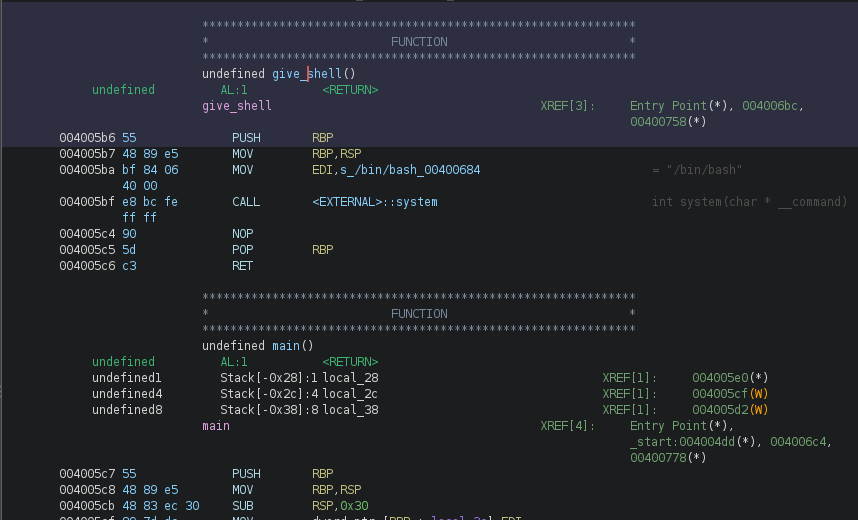 **************************************************************
* FUNCTION *
**************************************************************
undefined give_shell()
undefined AL:1 <RETURN>
give_shell XREF[3]: Entry Point(*), 004006bc,
00400758(*)
004005b6 55 PUSH RBP
004005b7 48 89 e5 MOV RBP,RSP
004005ba bf 84 06 MOV EDI,s_/bin/bash_00400684 = "/bin/bash"
40 00
004005bf e8 bc fe CALL <EXTERNAL>::system int system(char * __command)
ff ff
004005c4 90 NOP
004005c5 5d POP RBP
004005c6 c3 RET
**************************************************************
* FUNCTION *
**************************************************************
undefined main()
undefined AL:1 <RETURN>
undefined1 Stack[-0x28]:1 local_28 XREF[1]: 004005e0(*)
undefined4 Stack[-0x2c]:4 local_2c XREF[1]: 004005cf(W)
undefined8 Stack[-0x38]:8 local_38 XREF[1]: 004005d2(W)
main XREF[4]: Entry Point(*),
_start:004004dd(*), 004006c4,
00400778(*)
004005c7 55 PUSH RBP
004005c8 48 89 e5 MOV RBP,RSP
004005cb 48 83 ec 30 SUB RSP,0x30